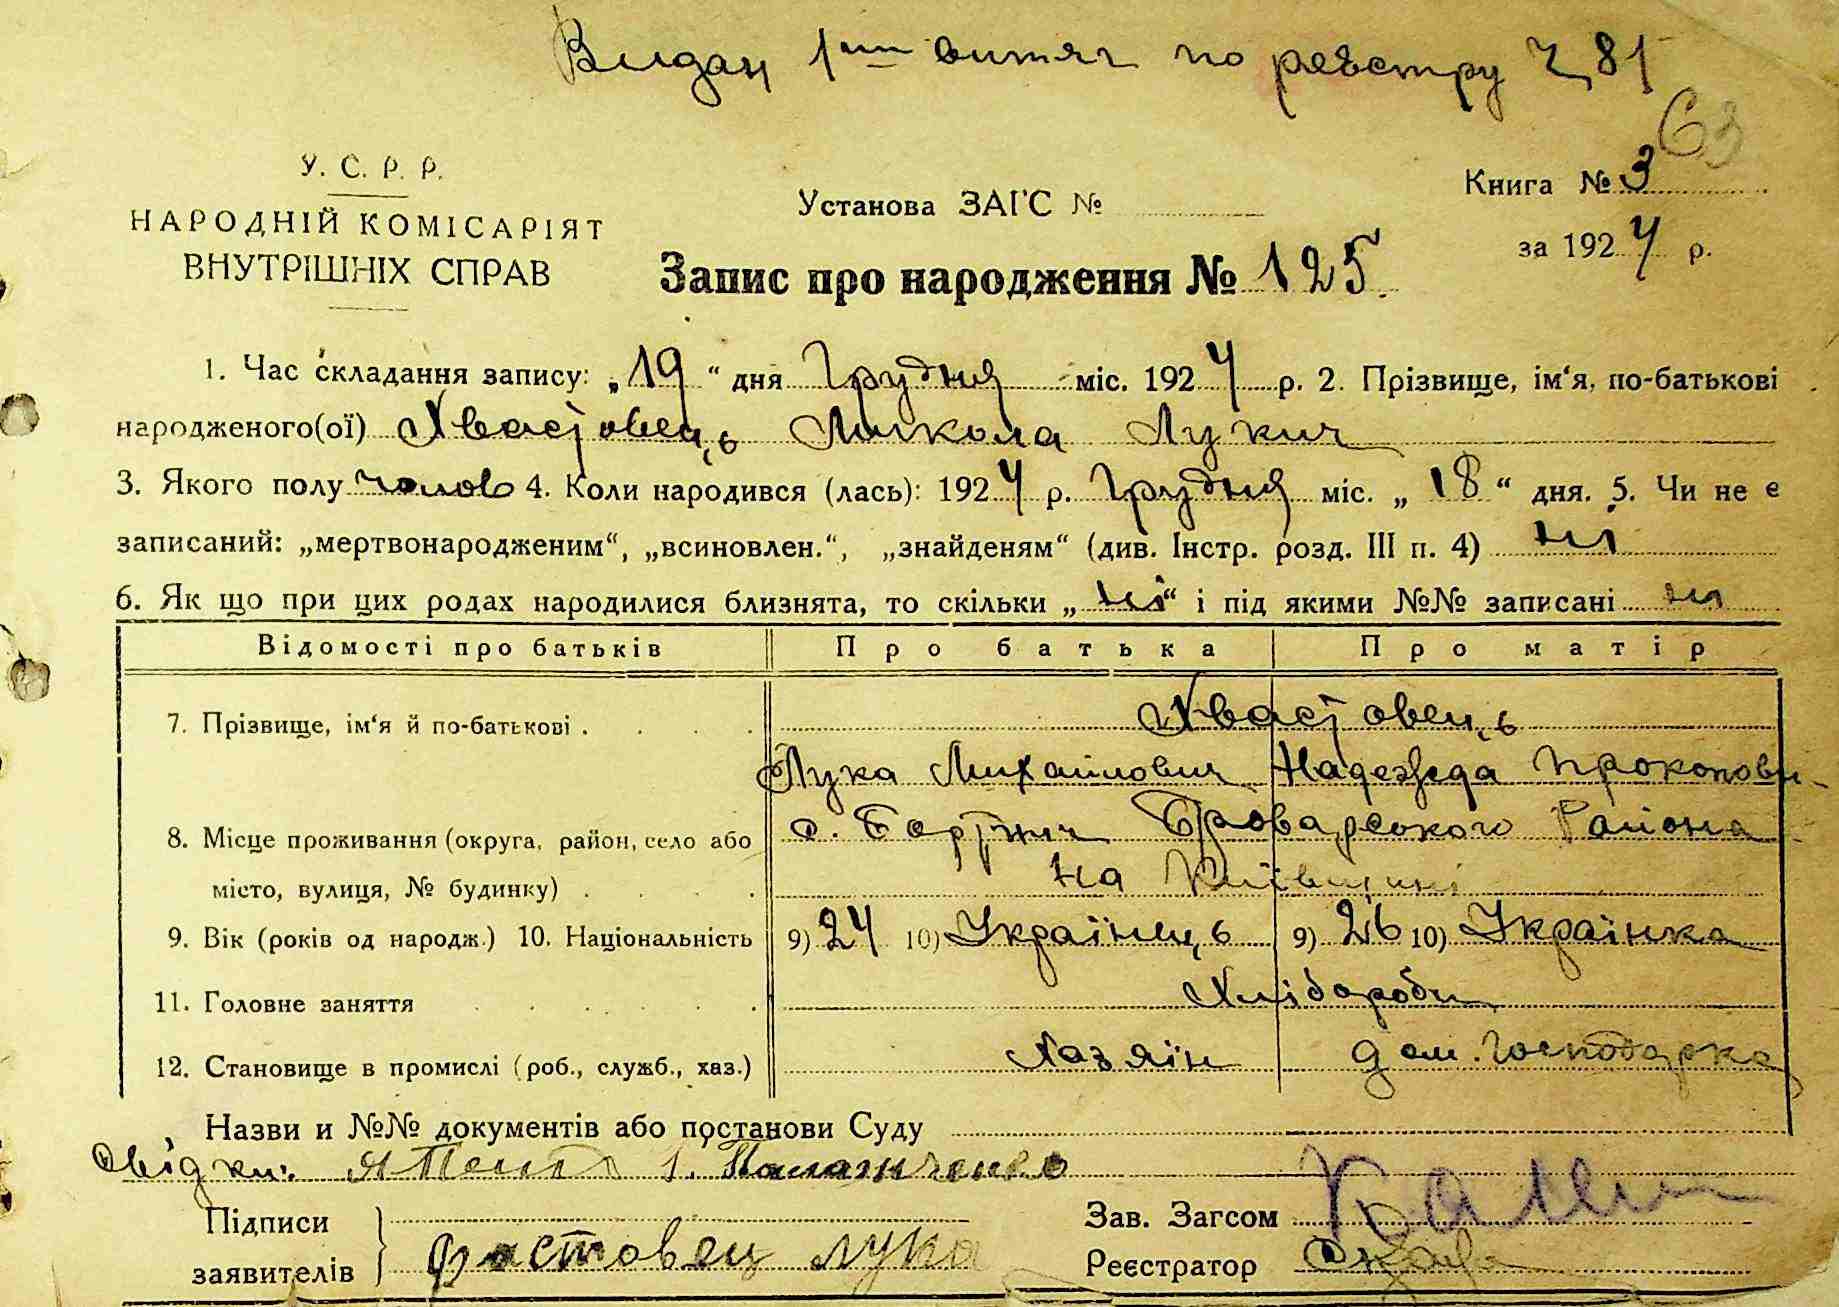 Видан 1ший витяг по реєстру Ч 81
63
У. С. Р. Р.
НАРОДНІЙ КОМІСАРІЯТ
ВНУТРІШНІХ СПРАВ
Установа ЗАГС №
Книга № 3
за 1924 р.
Запис про народження № 125
1. Час складання запису: „19“ дня Грудня міс. 1924 р. 2. Прізвище, ім‘я, по-батькові
народженого(ої) Хвастовець Микола Лукич
3. Якого полу чолов 4. Коли народився (лась): 1924 р. Грудня міс. „18“ дня. 5. Чи не є
записаний: „мертвонародженим“, „всиновлен.“, „знайденям“ (див. Інстр. розд. III п. 4) ні
6. Як що при цих родах народилися близнята, то скільки „ні“ і під якими №№ записані ні
Відомості про батьків Про батька Про матір
7. Прізвище, ім‘я й по-батькові . . . . Хвастовець
Лука Михайлович Надежда Прокопови-
8. Місце проживання (округа, район, село або с. Бортнич Броварського Района
місто, вулиця, № будинку) . . . . на Київщині
9. Вік (років од народж.) 10. Національність 9) 24 10) Українець 9) 26 10) Українка
11. Головне заняття . . . . . Хлібороби
12. Становище в промислі (роб., служб., хаз.) Хазяїн дом. господарка
Назви и №№ документів або постанови Суду
Свідки:
Підписи
заявителів Фастовец лука
Зав. Загсом
Реєстратор